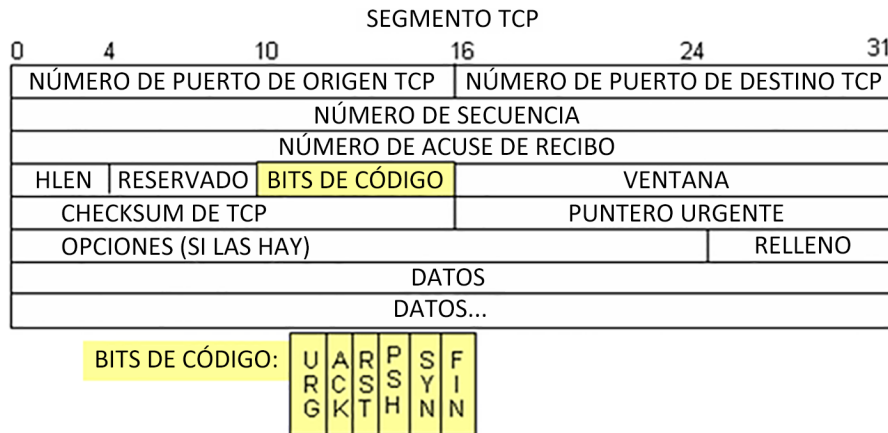 SEGMENTO TCP
0 4 10 16 24 31
NÚMERO DE PUERTO DE ORIGEN TCP NÚMERO DE PUERTO DE DESTINO TCP
NÚMERO DE SECUENCIA
NÚMERO DE ACUSE DE RECIBO
HLEN RESERVADO BITS DE CÓDIGO VENTANA
CHECKSUM DE TCP PUNTERO URGENTE
OPCIONES (SI LAS HAY) RELLENO
DATOS
DATOS...
BITS DE CÓDIGO: URG ACK RST PSH SYN FIN